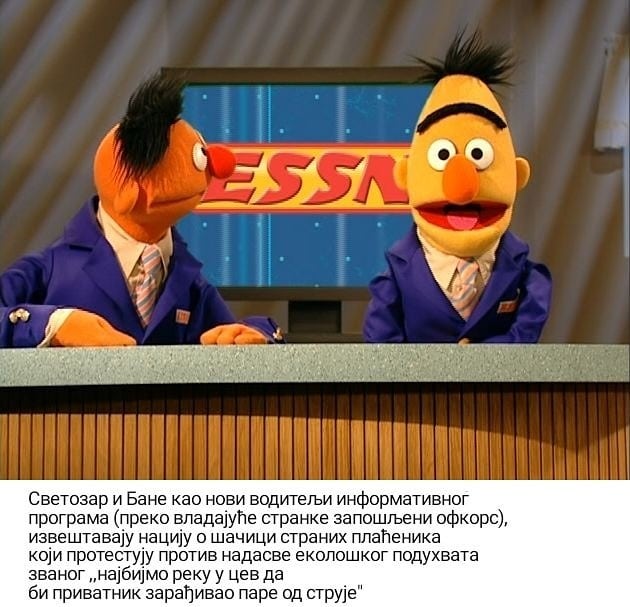 ESSN
Светозар и Бане као нови водитељи информативног
програма (преко владајуће странке запошљени офкорс),
извештавају нацију о шачици страних плаћеника
који протестују против надасве еколошког подухвата
званог ,,најбијмо реку у цев да
би приватник зарађивао паре од струје"